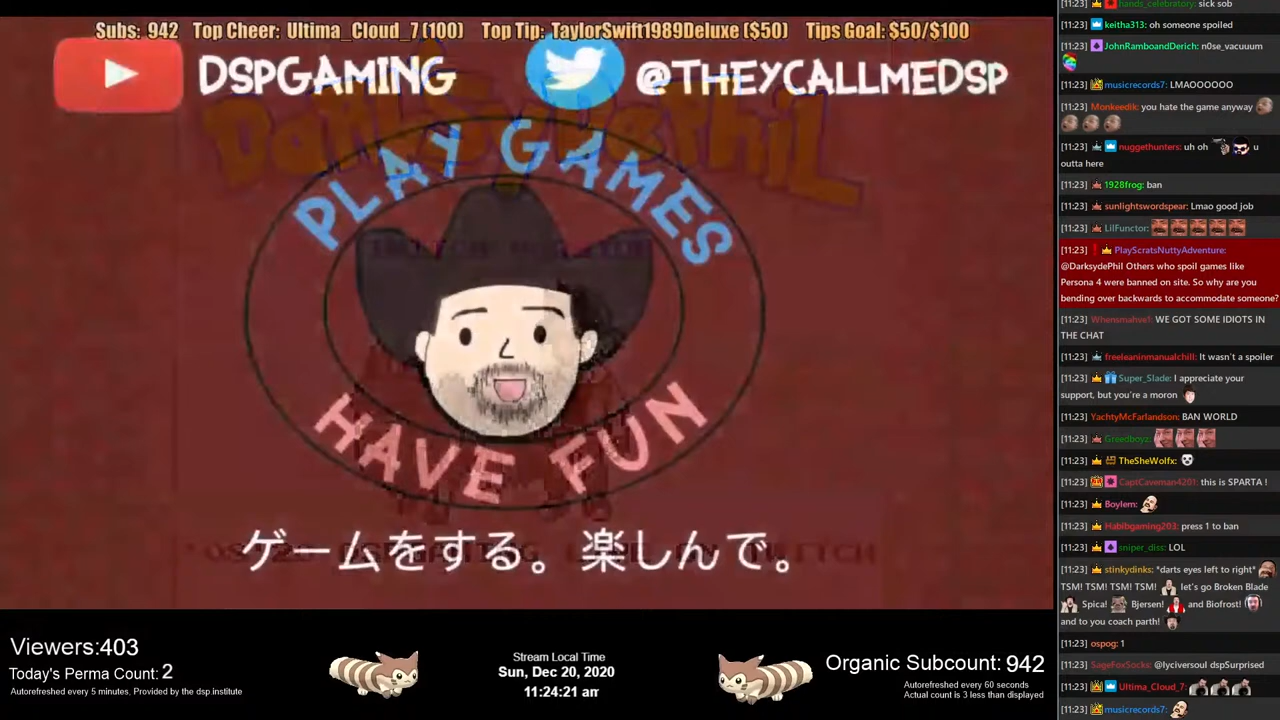 Subs: 942 Top Cheer: Ultima_Cloud_7 (100) Top Tip: TaylorSwift1989Deluxe ($50) Tips Goal: $50/$100
DSPGAMING @THEYCALLMEDSP
PLAY GAMES
HAVE FUN
ゲームをする。 楽しんで。
Viewers:403
Today's Perma Count: 2
Autorefreshed every 5 minutes, Provided by the dsp.institute
Stream Local Time
Sun, Dec 20, 2020
11:24:21 am
Organic Subcount: 942
Autorefreshed every 60 seconds
Actual count is 3 less than displayed
[11:23] hands_celebratory: sick sob
[11:23] keitha313: oh someone spoiled
[11:23] JohnRamboandDerich: n0se_vacuuum
[11:23] musicrecords7: LMAOOOOOO
[11:23] Monkeedik: you hate the game anyway
[11:23] nuggethunters: uh oh u
outta here
[11:23] 1928frog: ban
[11:23] sunlightswordspear: Lmao good job
[11:23] LilFunctor:
[11:23] PlayScratsNuttyAdventure:
@DarksydePhil Others who spoil games like
Persona 4 were banned on site. So why are you
bending over backwards to accommodate someone?
[11:23] Whensmahve?: WE GOT SOME IDIOTS IN
THE CHAT
[11:23] freeleaninmanualchill: It wasn't a spoiler
[11:23] Super_Slade: I appreciate your
support, but you're a moron
[11:23] YachtyMcFarlandson: BAN WORLD
[11:23] Greedboyz:
[11:23] TheSheWolfx:
[11:23] CaptCaveman4201: this is SPARTA !
[11:23] Boylem:
[11:23] Habibgaming203: press 1 to ban
[11:23] sniper_diss: LOL
[11:23] stinkydinks: *darts eyes left to right*
TSM! TSM! TSM! TSM! let's go Broken Blade
Spica! Bjersen! and Biofrost!
and to you coach parth!
[11:23] ospog: 1
[11:23] SageFoxSocks: @lyciversoul dspSurprised
[11:23] Ultima_Cloud_7:
[11:23] musicrecords7: